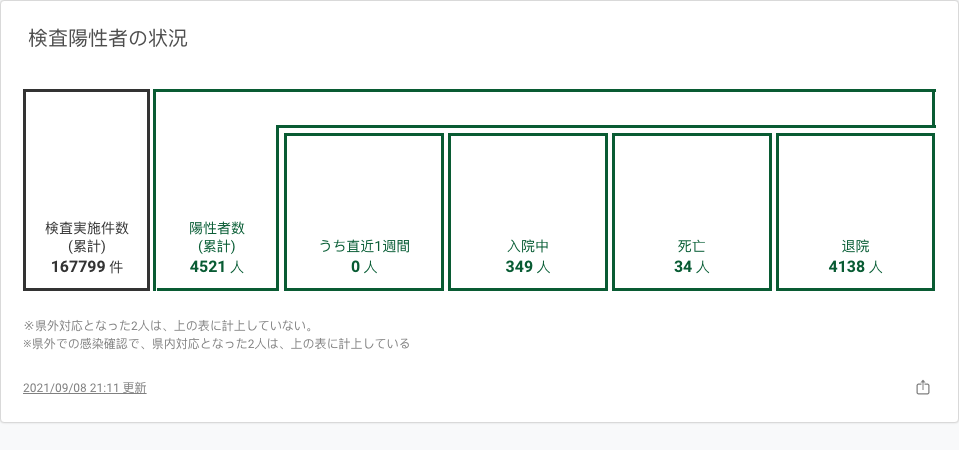 検査陽性者の状況
検査実施件数
(累計)
167799 件
陽性者数
(累計)
4521 人
うち直近1週間
0 人
入院中
349 人
死亡
34 人
退院
4138 人
※県外対応となった2人は、上の表に計上していない。
※県外での感染確認で、県内対応となった2人は、上の表に計上している
2021/09/08 21:11 更新